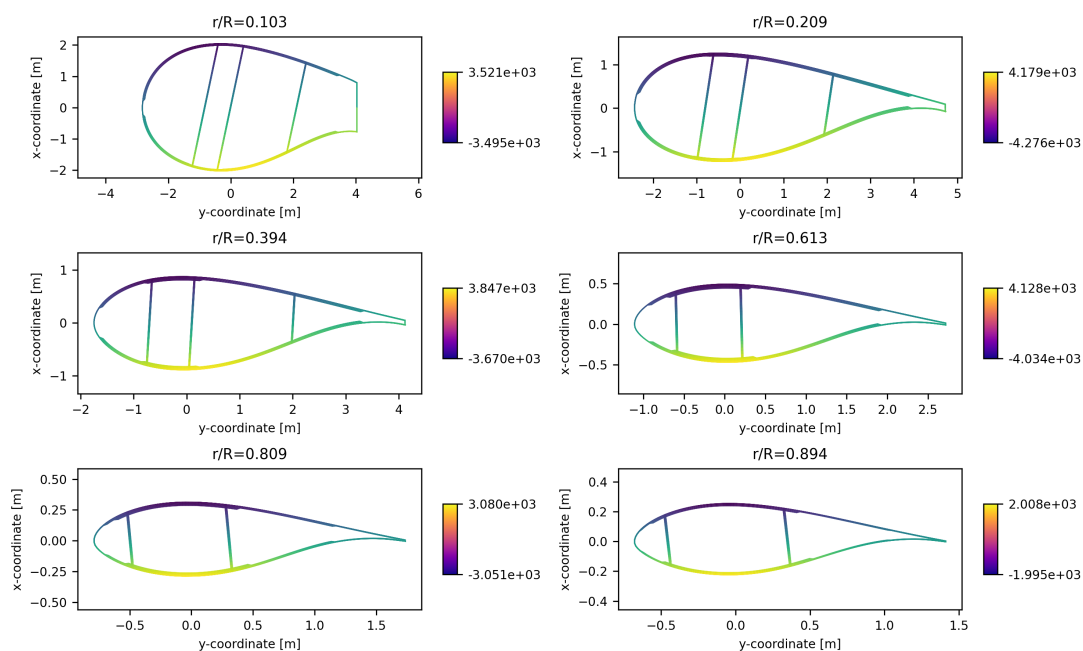 r/R=0.103
x-coordinate [m]
2
1
0
−1
−2
−4
−2
0
2
4
6
y-coordinate [m]
3.521e+03
-3.495e+03
r/R=0.209
x-coordinate [m]
1
0
−1
−2
−1
0
1
2
3
4
5
y-coordinate [m]
4.179e+03
-4.276e+03
r/R=0.394
x-coordinate [m]
1
0
−1
−2
−1
0
1
2
3
4
y-coordinate [m]
3.847e+03
-3.670e+03
r/R=0.613
x-coordinate [m]
0.5
0.0
−0.5
−1.0
−0.5
0.0
0.5
1.0
1.5
2.0
2.5
y-coordinate [m]
4.128e+03
-4.034e+03
r/R=0.809
x-coordinate [m]
0.50
0.25
0.00
−0.25
−0.50
−0.5
0.0
0.5
1.0
1.5
y-coordinate [m]
3.080e+03
-3.051e+03
r/R=0.894
x-coordinate [m]
0.4
0.2
0.0
−0.2
−0.4
−0.5
0.0
0.5
1.0
1.5
y-coordinate [m]
2.008e+03
-1.995e+03